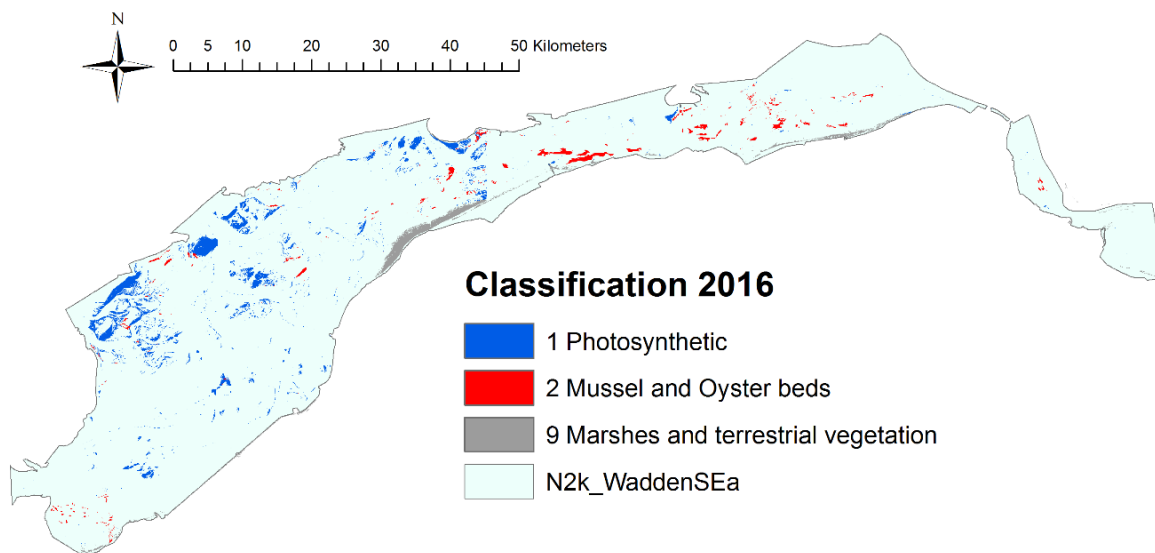 N
0 5 10 20 30 40 50 Kilometers
Classification 2016
1 Photosynthetic
2 Mussel and Oyster beds
9 Marshes and terrestrial vegetation
N2k_WaddenSEa